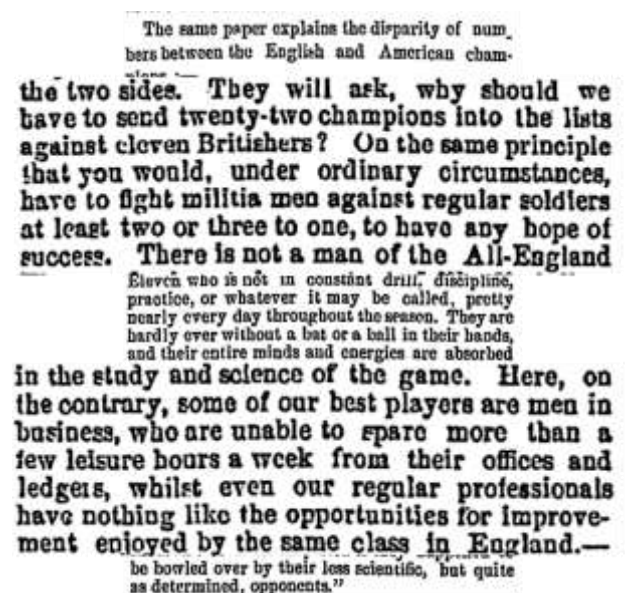 The same paper explains the disparity of num
bers between the English and American cham-
the two sides. They will ask, why should we
have to send twenty-two champions into the lists
against eleven Britishers? On the same principle
that you would, under ordinary circumstances,
have to fight militia men against regular soldiers
at least two or three to one, to have any hope of
success. There is not a man of the All-England
Eleven who is not in constant drill, discipline,
practice, or whatever it may be called, pretty
nearly every day throughout the season. They are
hardly ever without a bat or a ball in their hands,
and their entire minds and energies are absorbed
in the study and science of the game. Here, on
the contrary, some of our best players are men in
business, who are unable to spare more than a
few leisure hours a week from their offices and
ledgers, whilst even our regular professionals
have nothing like the opportunities for improve-
ment enjoyed by the same class in England.—
be bowled over by their less scientific, but quite
as determined, opponents."